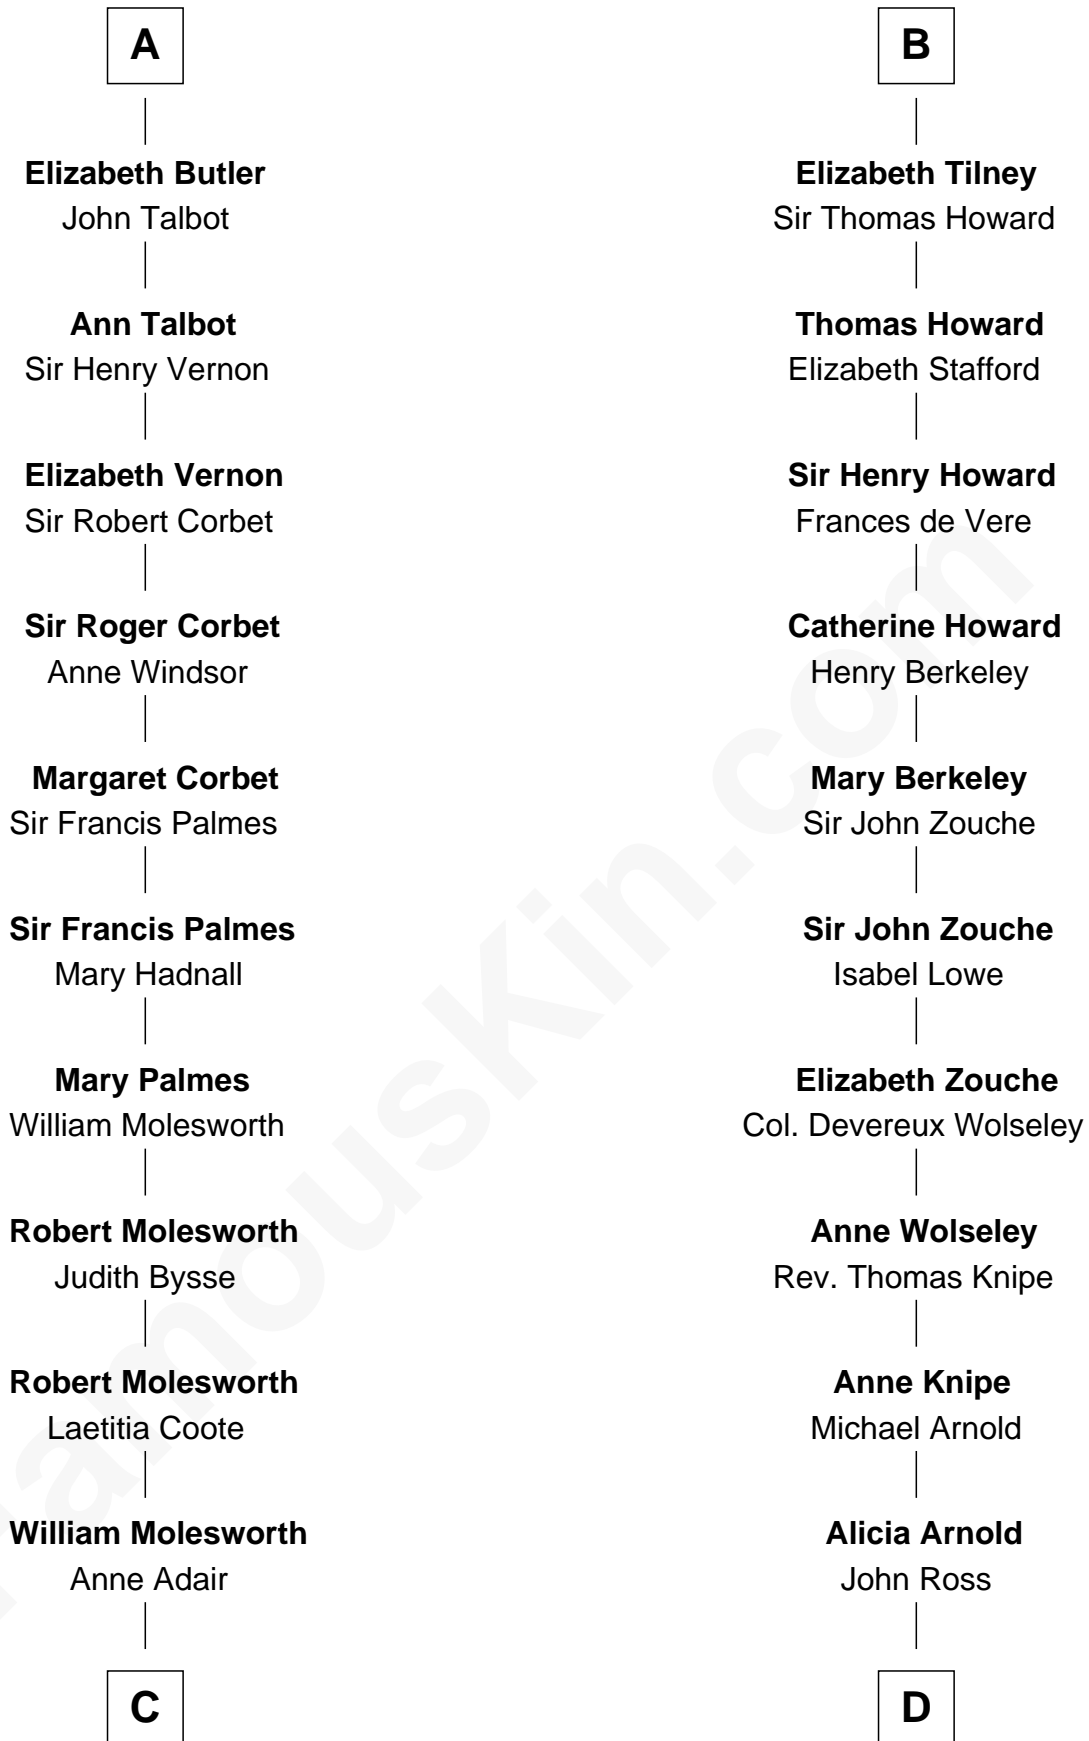 A
Elizabeth Butler
John Talbot
Ann Talbot
Sir Henry Vernon
Elizabeth Vernon
Sir Robert Corbet
Sir Roger Corbet
Anne Windsor
Margaret Corbet
Sir Francis Palmes
Sir Francis Palmes
Mary Hadnall
Mary Palmes
William Molesworth
Robert Molesworth
Judith Bysse
Robert Molesworth
Laetitia Coote
William Molesworth
Anne Adair
C
B
Elizabeth Tilney
Sir Thomas Howard
Thomas Howard
Elizabeth Stafford
Sir Henry Howard
Frances de Vere
Catherine Howard
Henry Berkeley
Mary Berkeley
Sir John Zouche
Sir John Zouche
Isabel Lowe
Elizabeth Zouche
Col. Devereux Wolseley
Anne Wolseley
Rev. Thomas Knipe
Anne Knipe
Michael Arnold
Alicia Arnold
John Ross
D
FamousKin.com